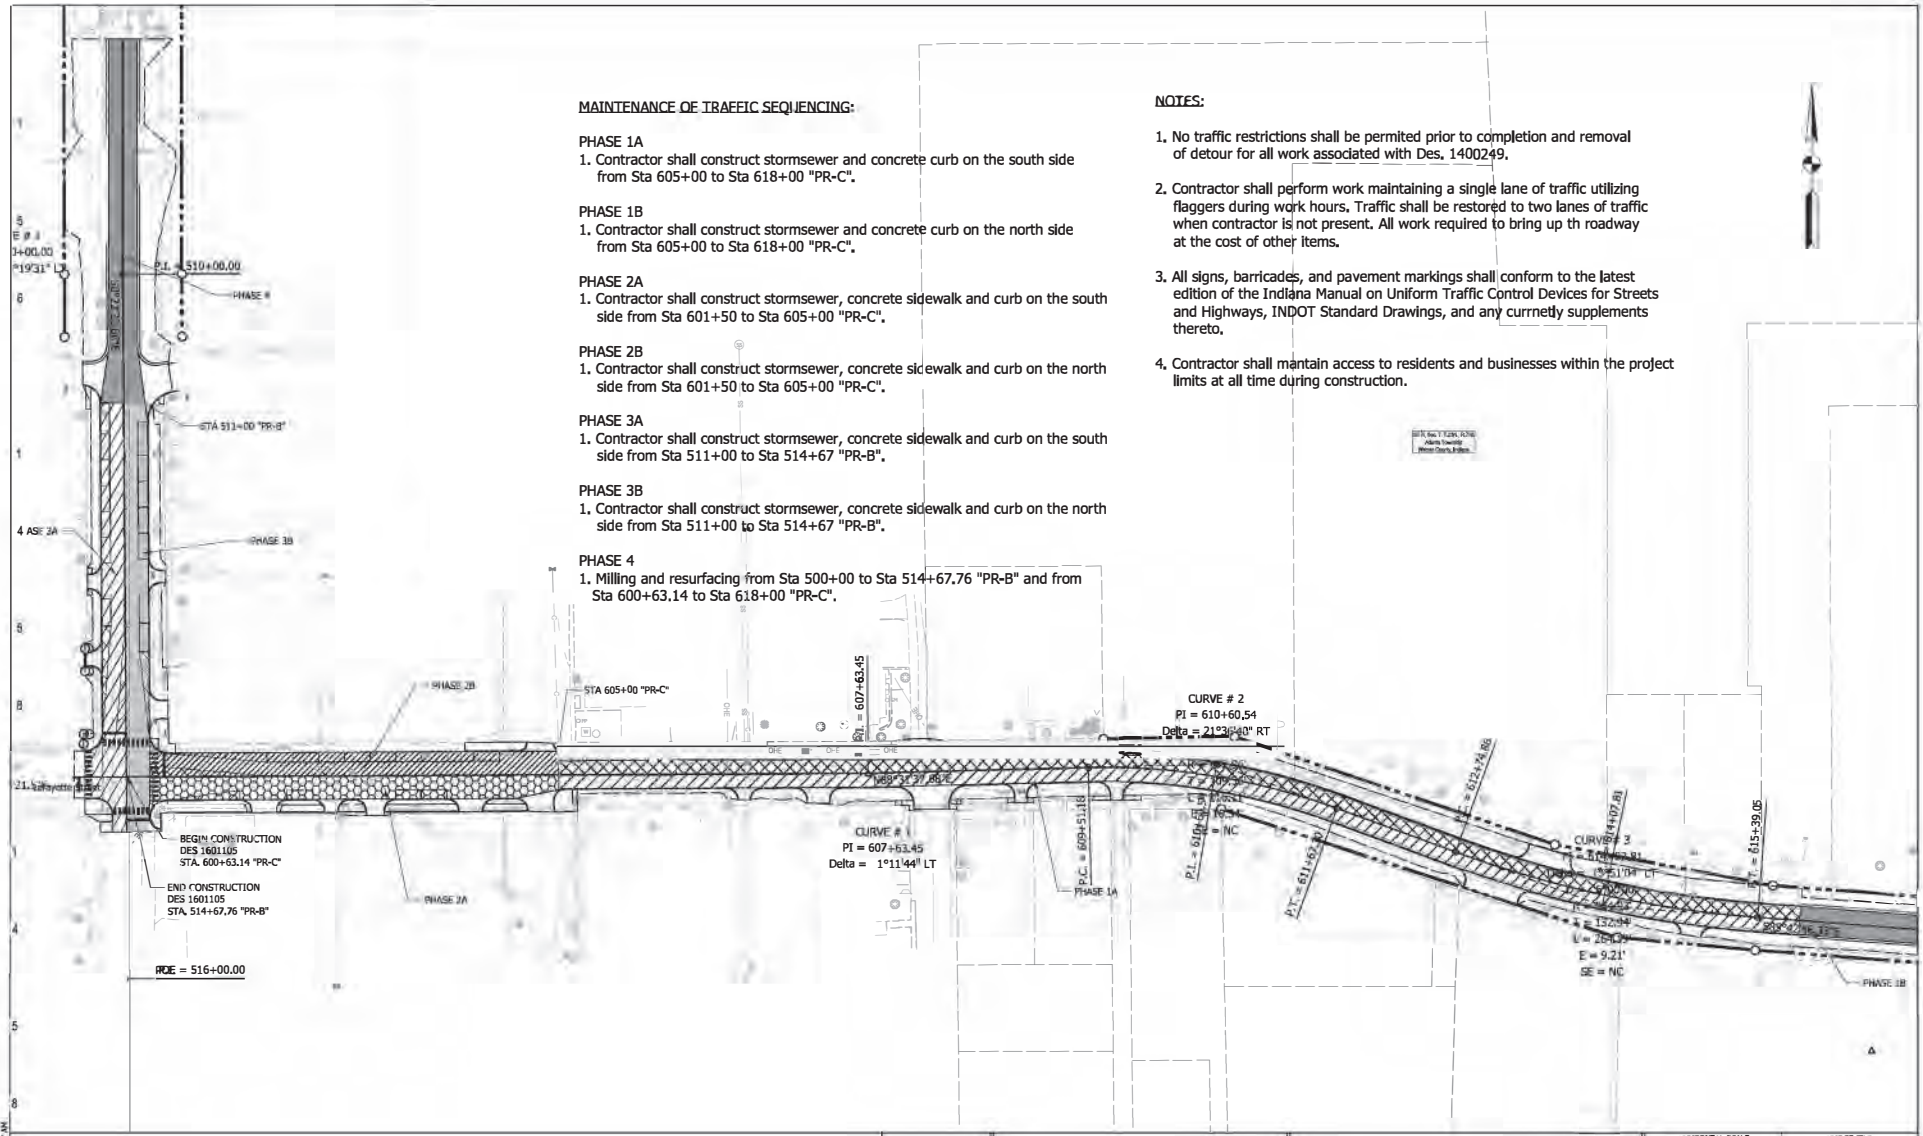 MAINTENANCE OF TRAFFIC SEQUENCING:
PHASE 1A
1. Contractor shall construct stormsewer and concrete curb on the south side
from Sta 605+00 to Sta 618+00 "PR-C".
PHASE 1B
1. Contractor shall construct stormsewer and concrete curb on the north side
from Sta 605+00 to Sta 618+00 "PR-C".
PHASE 2A
1. Contractor shall construct stormsewer, concrete sidewalk and curb on the south
side from Sta 601+50 to Sta 605+00 "PR-C".
PHASE 2B
1. Contractor shall construct stormsewer, concrete sidewalk and curb on the north
side from Sta 601+50 to Sta 605+00 "PR-C".
PHASE 3A
1. Contractor shall construct stormsewer, concrete sidewalk and curb on the south
side from Sta 511+00 to Sta 514+67 "PR-B".
PHASE 3B
1. Contractor shall construct stormsewer, concrete sidewalk and curb on the north
side from Sta 511+00 to Sta 514+67 "PR-B".
PHASE 4
1. Milling and resurfacing from Sta 500+00 to Sta 514+67.76 "PR-B" and from
Sta 600+63.14 to Sta 618+00 "PR-C".
NOTES:
1. No traffic restrictions shall be permited prior to completion and removal
of detour for all work associated with Des. 1400249.
2. Contractor shall perform work maintaining a single lane of traffic utilizing
flaggers during work hours. Traffic shall be restored to two lanes of traffic
when contractor is not present. All work required to bring up th roadway
at the cost of other items.
3. All signs, barricades, and pavement markings shall conform to the latest
edition of the Indiana Manual on Uniform Traffic Control Devices for Streets
and Highways, INDOT Standard Drawings, and any currnetly supplements
thereto.
4. Contractor shall mantain access to residents and businesses within the project
limits at all time during construction.
P.I. = 510+00.00
PHASE 4
STA 511+00 "PR-B"
4 ASE 3A
PHASE 3B
PHASE 2B
STA 605+00 "PR-C"
P.I. = 607+63.45
CURVE # 2
PI = 610+60.54
Delta = 21°36'40" RT
= NC
N88°31'37.88"E
BEGIN CONSTRUCTION
DES 1601105
STA. 600+63.14 "PR-C"
END CONSTRUCTION
DES 1601105
STA. 514+67.76 "PR-B"
POE = 516+00.00
PHASE 2A
CURVE # 1
PI = 607+63.45
Delta = 1°11'44" LT
P.C. = 609+51.18
PHASE 1A
P.T. = 615+39.05
CURVE # 3
E = 9.21'
SE = NC
PHASE 1B